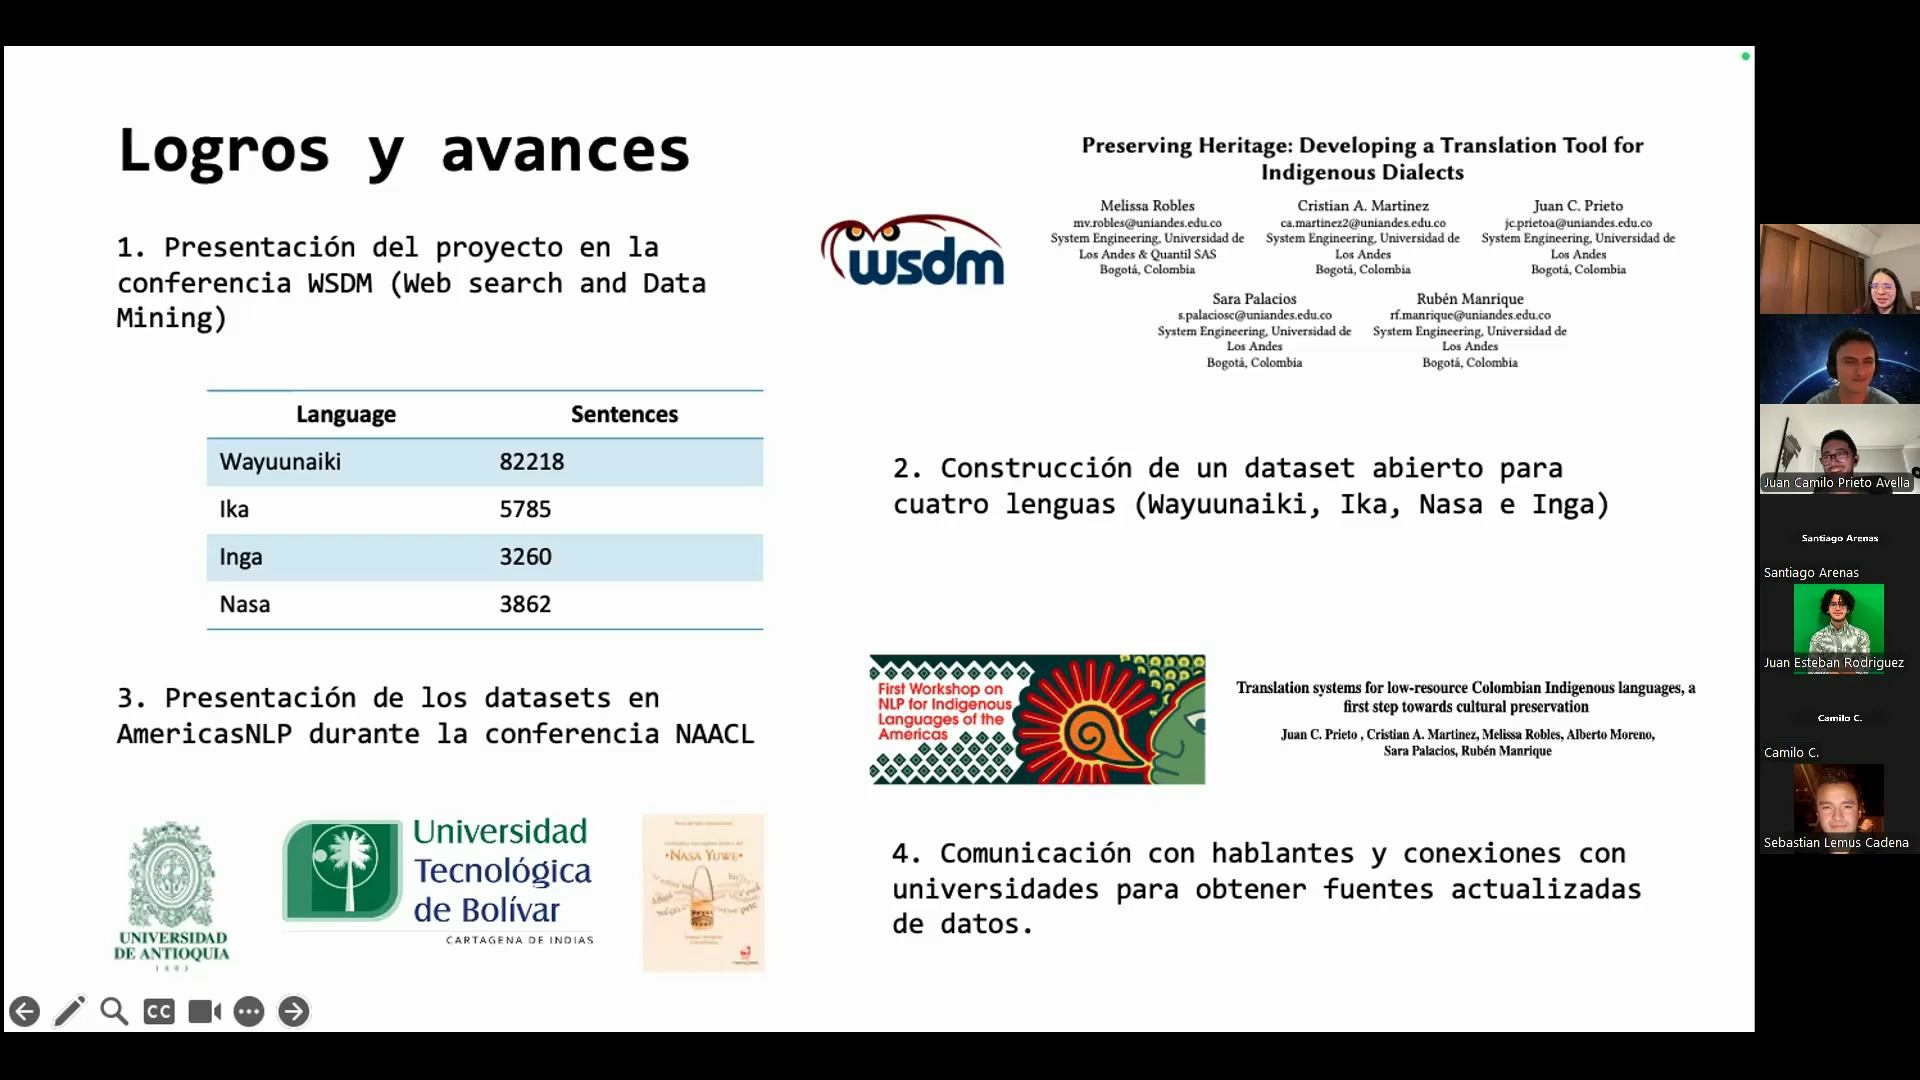 Logros y avances
1. Presentación del proyecto en la
conferencia WSDM (Web search and Data
Mining)
wsdm
Preserving Heritage: Developing a Translation Tool for
Indigenous Dialects
Melissa Robles
mv.robles@uniandes.edu.co
System Engineering, Universidad de
Los Andes & Quantil SAS
Bogotá, Colombia
Cristian A. Martinez
ca.martinez2@uniandes.edu.co
System Engineering, Universidad de
Los Andes
Bogotá, Colombia
Juan C. Prieto
jc.prietoa@uniandes.edu.co
System Engineering, Universidad de
Los Andes
Bogotá, Colombia
Sara Palacios
s.palaciosc@uniandes.edu.co
System Engineering, Universidad de
Los Andes
Bogotá, Colombia
Rubén Manrique
rf.manrique@uniandes.edu.co
System Engineering, Universidad de
Los Andes
Bogotá, Colombia
Language Sentences
Wayuunaiki 82218
Ika 5785
Inga 3260
Nasa 3862
2. Construcción de un dataset abierto para
cuatro lenguas (Wayuunaiki, Ika, Nasa e Inga)
3. Presentación de los datasets en
AmericasNLP durante la conferencia NAACL
First Workshop on
NLP for Indigenous
Languages of the
Americas
Translation systems for low-resource Colombian Indigenous languages, a
first step towards cultural preservation
Juan C. Prieto , Cristian A. Martinez, Melissa Robles, Alberto Moreno,
Sara Palacios, Rubén Manrique
UNIVERSIDAD
DE ANTIOQUIA
1803
Universidad
Tecnológica
de Bolívar
CARTAGENA DE INDIAS
NASA YUWE
4. Comunicación con hablantes y conexiones con
universidades para obtener fuentes actualizadas
de datos.
CC
Juan Camilo Prieto Avella
Santiago Arenas
Santiago Arenas
Juan Esteban Rodriguez
Camilo C.
Camilo C.
Sebastian Lemus Cadena